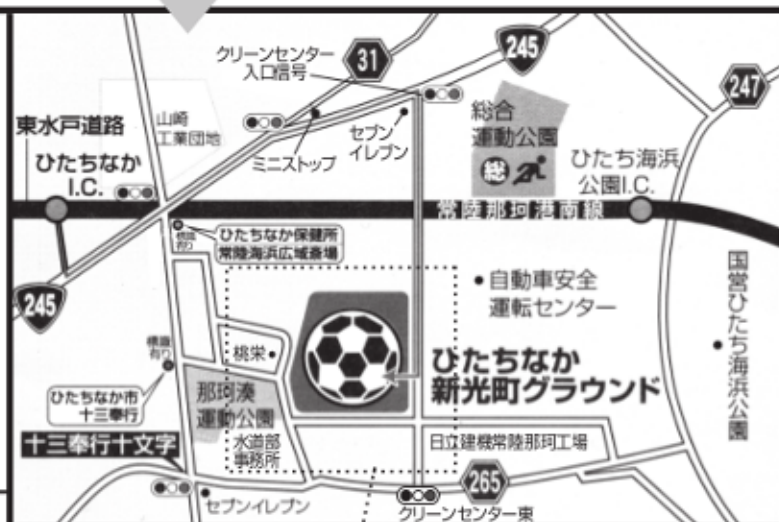 クリーンセンター
入口信号
31
245
247
東水戸道路
山崎
工業団地
ミニストップ
セブン
イレブン
総合
運動公園
総
ひたちなか
I.C.
ひたち海浜
公園I.C.
常陸那珂港南線
標識
有り
ひたちなか保健所
常陸海浜広域斎場
245
自動車安全
運転センター
国営ひたち海浜公園
標識
有り
桃栄
ひたちなか
新光町グラウンド
ひたちなか市
十三奉行
那珂湊
運動公園
十三奉行十文字
水道部
事務所
日立建機常陸那珂工場
265
セブンイレブン
クリーンセンター東